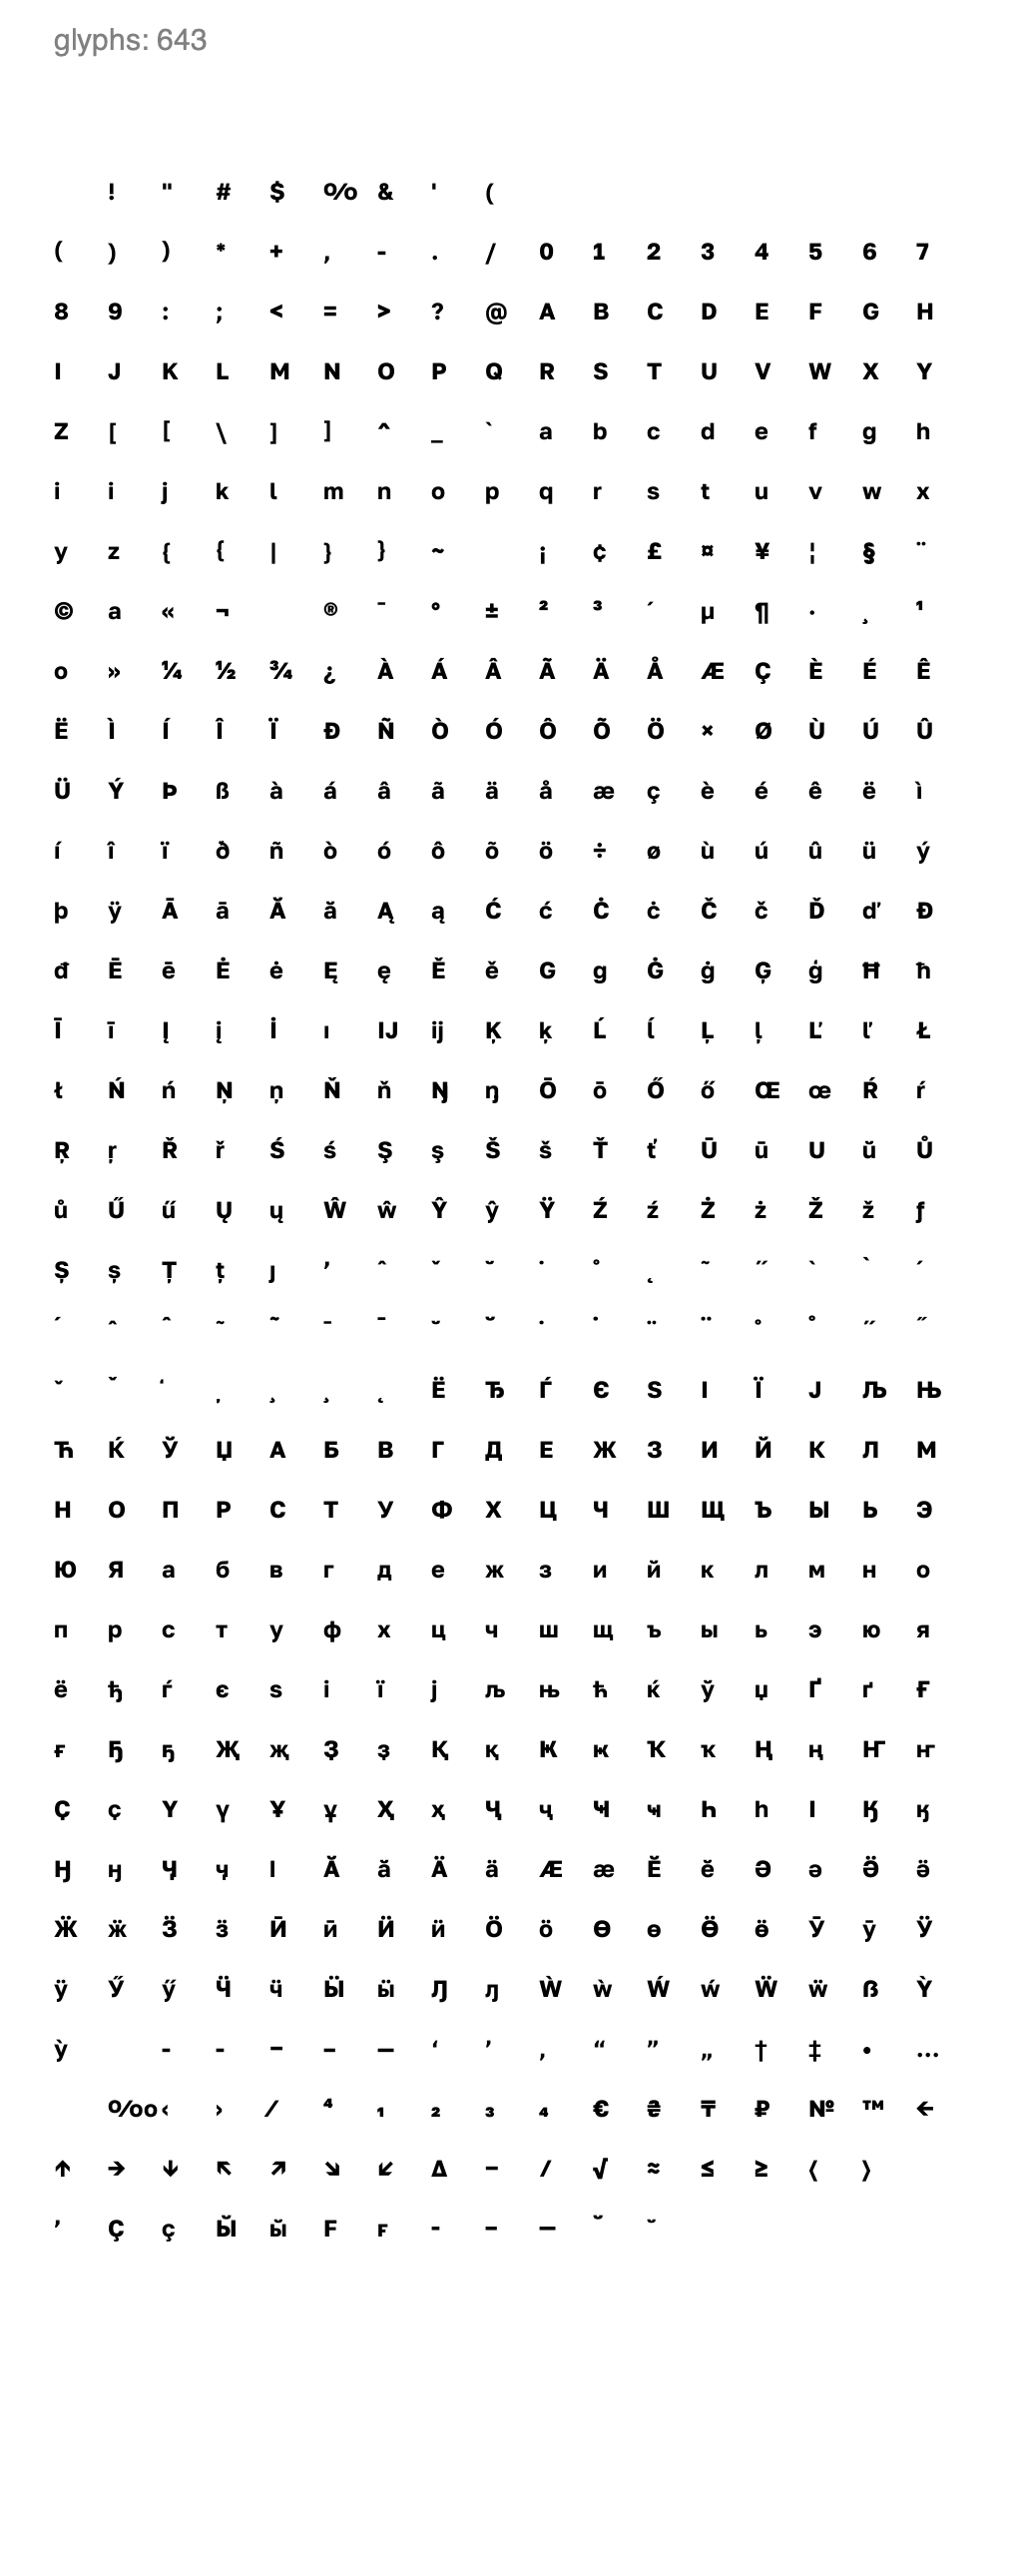 glyphs: 643
! " # $ % & ' (
( ) ) * + , - . / 0 1 2 3 4 5 6 7
8 9 : ; < = > ? @ A B C D E F G H
I J K L M N O P Q R S T U V W X Y
Z [ [ \ ] ] ^ _ ` a b c d e f g h
i i j k l m n o p q r s t u v w x
y z { { | } } ~ ¡ ¢ £ ¤ ¥ ¦ § ¨
© a « ¬ ® ¯ ° ± ² ³ ´ µ ¶ · ¸ ¹
o » ¼ ½ ¾ ¿ À Á Â Ã Ä Å Æ Ç È É Ê
Ë Ì Í Î Ï Ð Ñ Ò Ó Ô Õ Ö × Ø Ù Ú Û
Ü Ý Þ ß à á â ã ä å æ ç è é ê ë ì
í î ï ð ñ ò ó ô õ ö ÷ ø ù ú û ü ý
þ ÿ Ā ā Ă ă Ą ą Ć ć Ċ ċ Č č Ď ď Đ
đ Ē ē Ė ė Ę ę Ě ě G g Ġ ġ Ģ ģ Ħ ħ
Ī ī Į į İ ı IJ ij Ķ ķ Ĺ ĺ Ļ ļ Ľ ľ Ł
ł Ń ń Ņ ņ Ň ň Ŋ ŋ Ō ō Ő ő Œ œ Ŕ ŕ
Ŗ ŗ Ř ř Ś ś Ş ş Š š Ť ť Ū ū U ŭ Ů
ů Ű ű Ų ų Ŵ ŵ Ŷ ŷ Ÿ Ź ź Ż ż Ž ž ƒ
Ș ș Ț ț ȷ ʼ ˆ ˇ ˘ ˙ ˚ ˛ ˜ ˝ ̀ ̀ ́
́ ̂ ̂ ̃ ̃ ̄ ̄ ̆ ̆ ̇ ̇ ̈ ̈ ̊ ̊ ̋ ̋
̌ ̌ ̒ ̦ ̧ ̧ ̨ Ё Ђ Ѓ Є Ѕ І Ї Ј Љ Њ
Ћ Ќ Ў Џ А Б В Г Д Е Ж З И Й К Л М
Н О П Р С Т У Ф Х Ц Ч Ш Щ Ъ Ы Ь Э
Ю Я а б в г д е ж з и й к л м н о
п р с т у ф х ц ч ш щ ъ ы ь э ю я
ё ђ ѓ є ѕ і ї ј љ њ ћ ќ ў џ Ґ ґ Ғ
ғ Ҕ ҕ Җ җ Ҙ ҙ Қ қ Ҝ ҝ Ҡ ҡ Ң ң Ҥ ҥ
Ҫ ҫ Ү ү Ұ ұ Ҳ ҳ Ҷ ҷ Ҹ ҹ Һ һ Ӏ Ӄ ӄ
Ӈ ӈ Ӌ ӌ ӏ Ӑ ӑ Ӓ ӓ Ӕ ӕ Ӗ ӗ Ә ә Ӛ ӛ
Ӝ ӝ Ӟ ӟ Ӣ ӣ Ӥ ӥ Ӧ ӧ Ө ө Ӫ ӫ Ӯ ӯ Ӱ
ӱ Ӳ ӳ Ӵ ӵ Ӹ ӹ Ԓ ԓ Ẁ ẁ Ẃ ẃ Ẅ ẅ ẞ Ỳ
ỳ ‐ ‑ ‒ – — ‘ ’ ‚ “ ” „ † ‡ • …
‰ ‹ › ⁄ ⁴ ₁ ₂ ₃ ₄ € ₴ ₸ ₽ № ™ ←
↑ → ↓ ↖ ↗ ↘ ↙ ∆ − ∕ √ ≈ ≤ ≥ ⟨ ⟩
’ Ç ç Ы̆ ы̆ F ғ - – — ˘ ˘